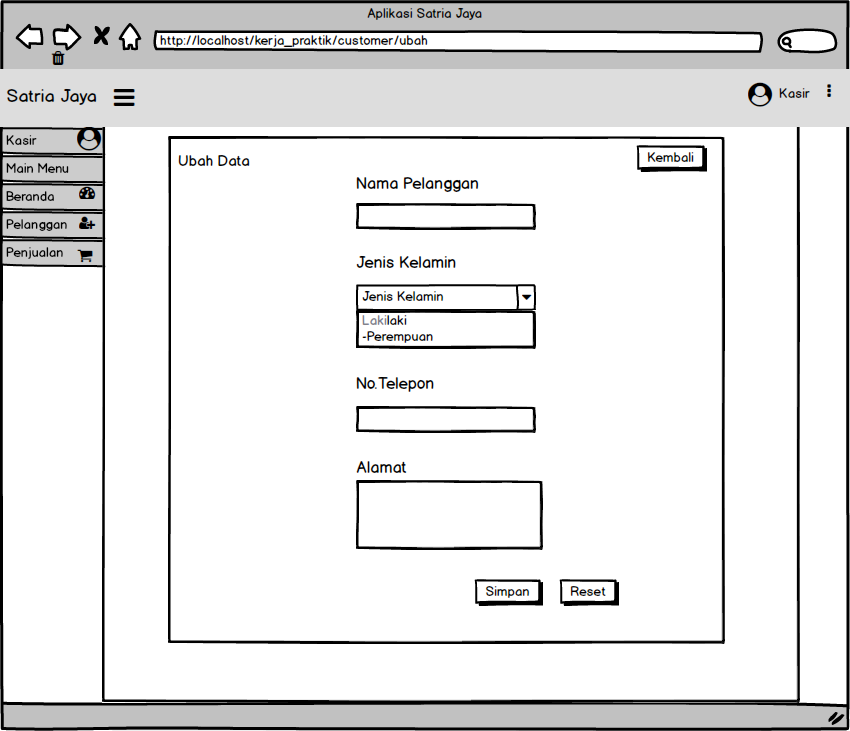 Aplikasi Satria Jaya
http://localhost/kerja_praktik/customer/ubah
Satria Jaya
Kasir
Kasir
Main Menu
Beranda
Pelanggan
Penjualan
Ubah Data
Kembali
Nama Pelanggan
Jenis Kelamin
Jenis Kelamin
Lakilaki
-Perempuan
No.Telepon
Alamat
Simpan
Reset